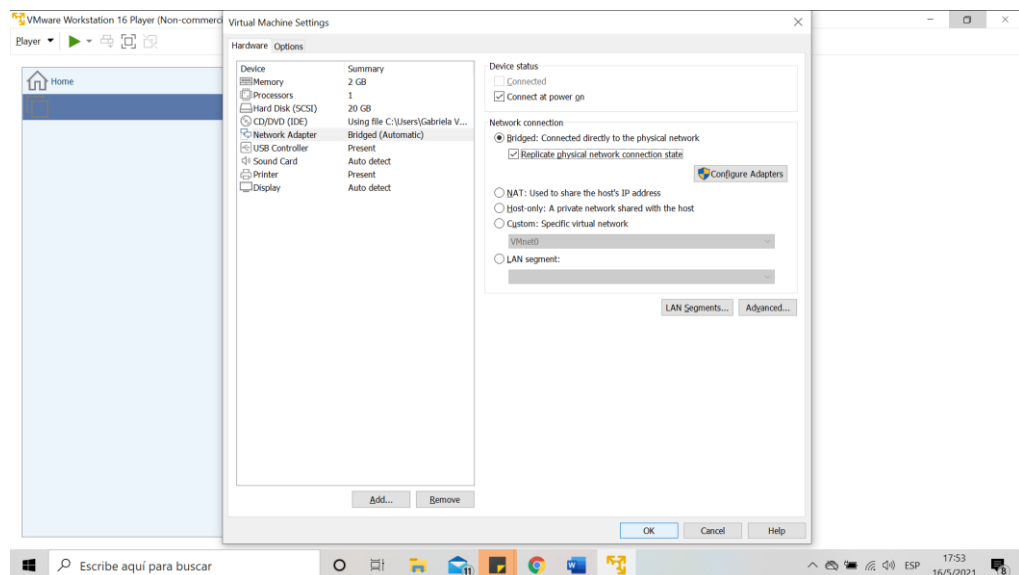 VMware Workstation 16 Player (Non-commerci
Player
Home
Virtual Machine Settings
Hardware Options
Device Summary
Memory 2 GB
Processors 1
Hard Disk (SCSI) 20 GB
CD/DVD (IDE) Using file C:\Users\Gabriela V...
Network Adapter Bridged (Automatic)
USB Controller Present
Sound Card Auto detect
Printer Present
Display Auto detect
Add... Remove
Device status
Connected
Connect at power on
Network connection
Bridged: Connected directly to the physical network
Replicate physical network connection state
Configure Adapters
NAT: Used to share the host's IP address
Host-only: A private network shared with the host
Custom: Specific virtual network
VMnet0
LAN segment:
LAN Segments... Advanced...
OK Cancel Help
Escribe aquí para buscar
11
W
ESP
17:53
16/5/2021
8